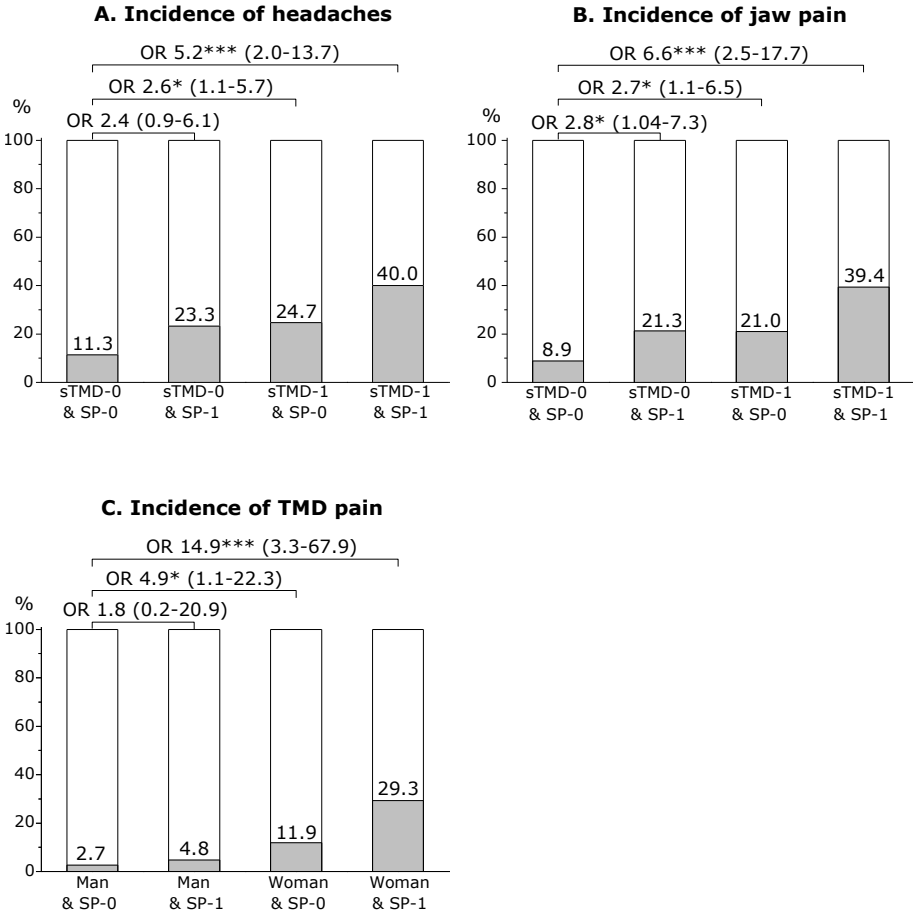 A. Incidence of headaches
OR 5.2*** (2.0-13.7)
OR 2.6* (1.1-5.7)
%
OR 2.4 (0.9-6.1)
100
80
60
40
20
0
11.3
23.3
24.7
40.0
sTMD-0 sTMD-0 sTMD-1 sTMD-1
& SP-0 & SP-1 & SP-0 & SP-1
B. Incidence of jaw pain
OR 6.6*** (2.5-17.7)
OR 2.7* (1.1-6.5)
%
OR 2.8* (1.04-7.3)
100
80
60
40
20
0
8.9
21.3
21.0
39.4
sTMD-0 sTMD-0 sTMD-1 sTMD-1
& SP-0 & SP-1 & SP-0 & SP-1
C. Incidence of TMD pain
OR 14.9*** (3.3-67.9)
OR 4.9* (1.1-22.3)
%
OR 1.8 (0.2-20.9)
100
80
60
40
20
0
2.7
4.8
11.9
29.3
Man Man Woman Woman
& SP-0 & SP-1 & SP-0 & SP-1